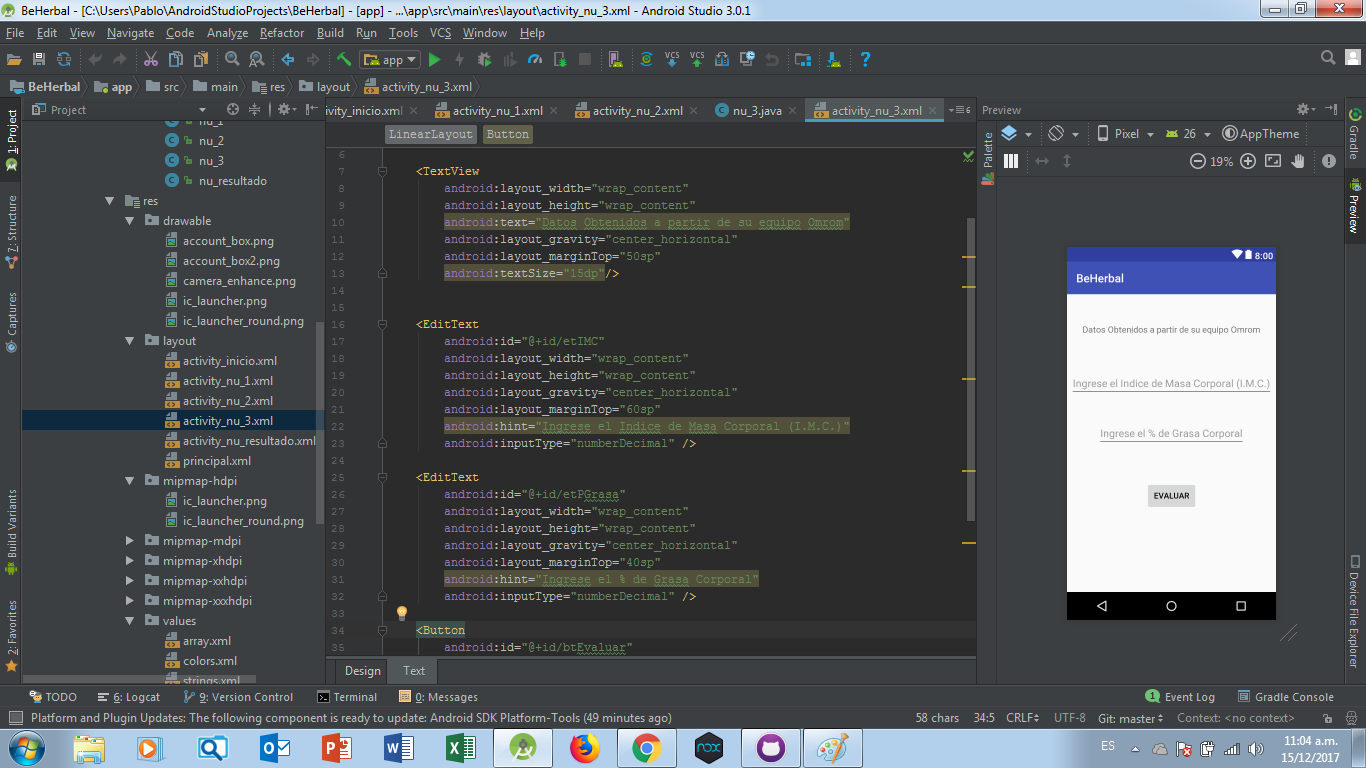 BeHerbal - [C:\Users\Pablo\AndroidStudioProjects\BeHerbal] - [app] - ...\app\src\main\res\layout\activity_nu_3.xml - Android Studio 3.0.1
File Edit View Navigate Code Analyze Refactor Build Run Tools VCS Window Help
app
VCS VCS
BeHerbal app src main res layout activity_nu_3.xml
Project
ivity_inicio.xml activity_nu_1.xml activity_nu_2.xml nu_3.java activity_nu_3.xml 6
LinearLayout Button
1: Project
7: Structure
Captures
Build Variants
2: Favorites
nu_1
nu_2
nu_3
nu_resultado
res
drawable
account_box.png
account_box2.png
camera_enhance.png
ic_launcher.png
ic_launcher_round.png
layout
activity_inicio.xml
activity_nu_1.xml
activity_nu_2.xml
activity_nu_3.xml
activity_nu_resultado.xml
principal.xml
mipmap-hdpi
ic_launcher.png
ic_launcher_round.png
mipmap-mdpi
mipmap-xhdpi
mipmap-xxhdpi
mipmap-xxxhdpi
values
array.xml
colors.xml
strings.xml
6
7 <TextView
8 android:layout_width="wrap_content"
9 android:layout_height="wrap_content"
10 android:text="Datos Obtenidos a partir de su equipo Omrom"
11 android:layout_gravity="center_horizontal"
12 android:layout_marginTop="50sp"
13 android:textSize="15dp"/>
14
15
16 <EditText
17 android:id="@+id/etIMC"
18 android:layout_width="wrap_content"
19 android:layout_height="wrap_content"
20 android:layout_gravity="center_horizontal"
21 android:layout_marginTop="60sp"
22 android:hint="Ingrese el Indice de Masa Corporal (I.M.C.)"
23 android:inputType="numberDecimal" />
24
25 <EditText
26 android:id="@+id/etPGrasa"
27 android:layout_width="wrap_content"
28 android:layout_height="wrap_content"
29 android:layout_gravity="center_horizontal"
30 android:layout_marginTop="40sp"
31 android:hint="Ingrese el % de Grasa Corporal"
32 android:inputType="numberDecimal" />
33
34 <Button
35 android:id="@+id/btEvaluar"
Design Text
Preview
Palette
Pixel 26 AppTheme
19%
8:00
BeHerbal
Datos Obtenidos a partir de su equipo Omrom
Ingrese el Indice de Masa Corporal (I.M.C.)
Ingrese el % de Grasa Corporal
EVALUAR
Gradle
Preview
Device File Explorer
TODO 6: Logcat 9: Version Control Terminal 0: Messages 1 Event Log Gradle Console
Platform and Plugin Updates: The following component is ready to update: Android SDK Platform-Tools (49 minutes ago) 58 chars 34:5 CRLF UTF-8 Git: master Context: <no context>
nox
ES
11:04 a.m.
15/12/2017